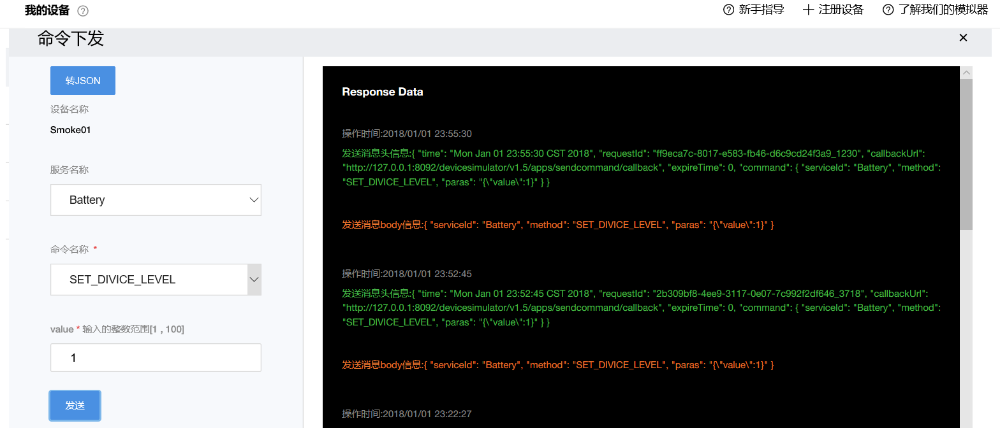 我的设备 ?
? 新手指导 + 注册设备 ? 了解我们的模拟器
命令下发
转JSON
设备名称
Smoke01
服务名称
Battery
命令名称 *
SET_DIVICE_LEVEL
value * 输入的整数范围[1 , 100]
1
发送
Response Data
操作时间:2018/01/01 23:55:30
发送消息头信息:{ "time": "Mon Jan 01 23:55:30 CST 2018", "requestId": "ff9eca7c-8017-e583-fb46-d6c9cd24f3a9_1230", "callbackUrl":
"http://127.0.0.1:8092/devicesimulator/v1.5/apps/sendcommand/callback", "expireTime": 0, "command": { "serviceId": "Battery", "method":
"SET_DIVICE_LEVEL", "paras": "{\"value\":1}" } }
发送消息body信息:{ "serviceId": "Battery", "method": "SET_DIVICE_LEVEL", "paras": "{\"value\":1}" }
操作时间:2018/01/01 23:52:45
发送消息头信息:{ "time": "Mon Jan 01 23:52:45 CST 2018", "requestId": "2b309bf8-4ee9-3117-0e07-7c992f2df646_3718", "callbackUrl":
"http://127.0.0.1:8092/devicesimulator/v1.5/apps/sendcommand/callback", "expireTime": 0, "command": { "serviceId": "Battery", "method":
"SET_DIVICE_LEVEL", "paras": "{\"value\":1}" } }
发送消息body信息:{ "serviceId": "Battery", "method": "SET_DIVICE_LEVEL", "paras": "{\"value\":1}" }
操作时间:2018/01/01 23:22:27